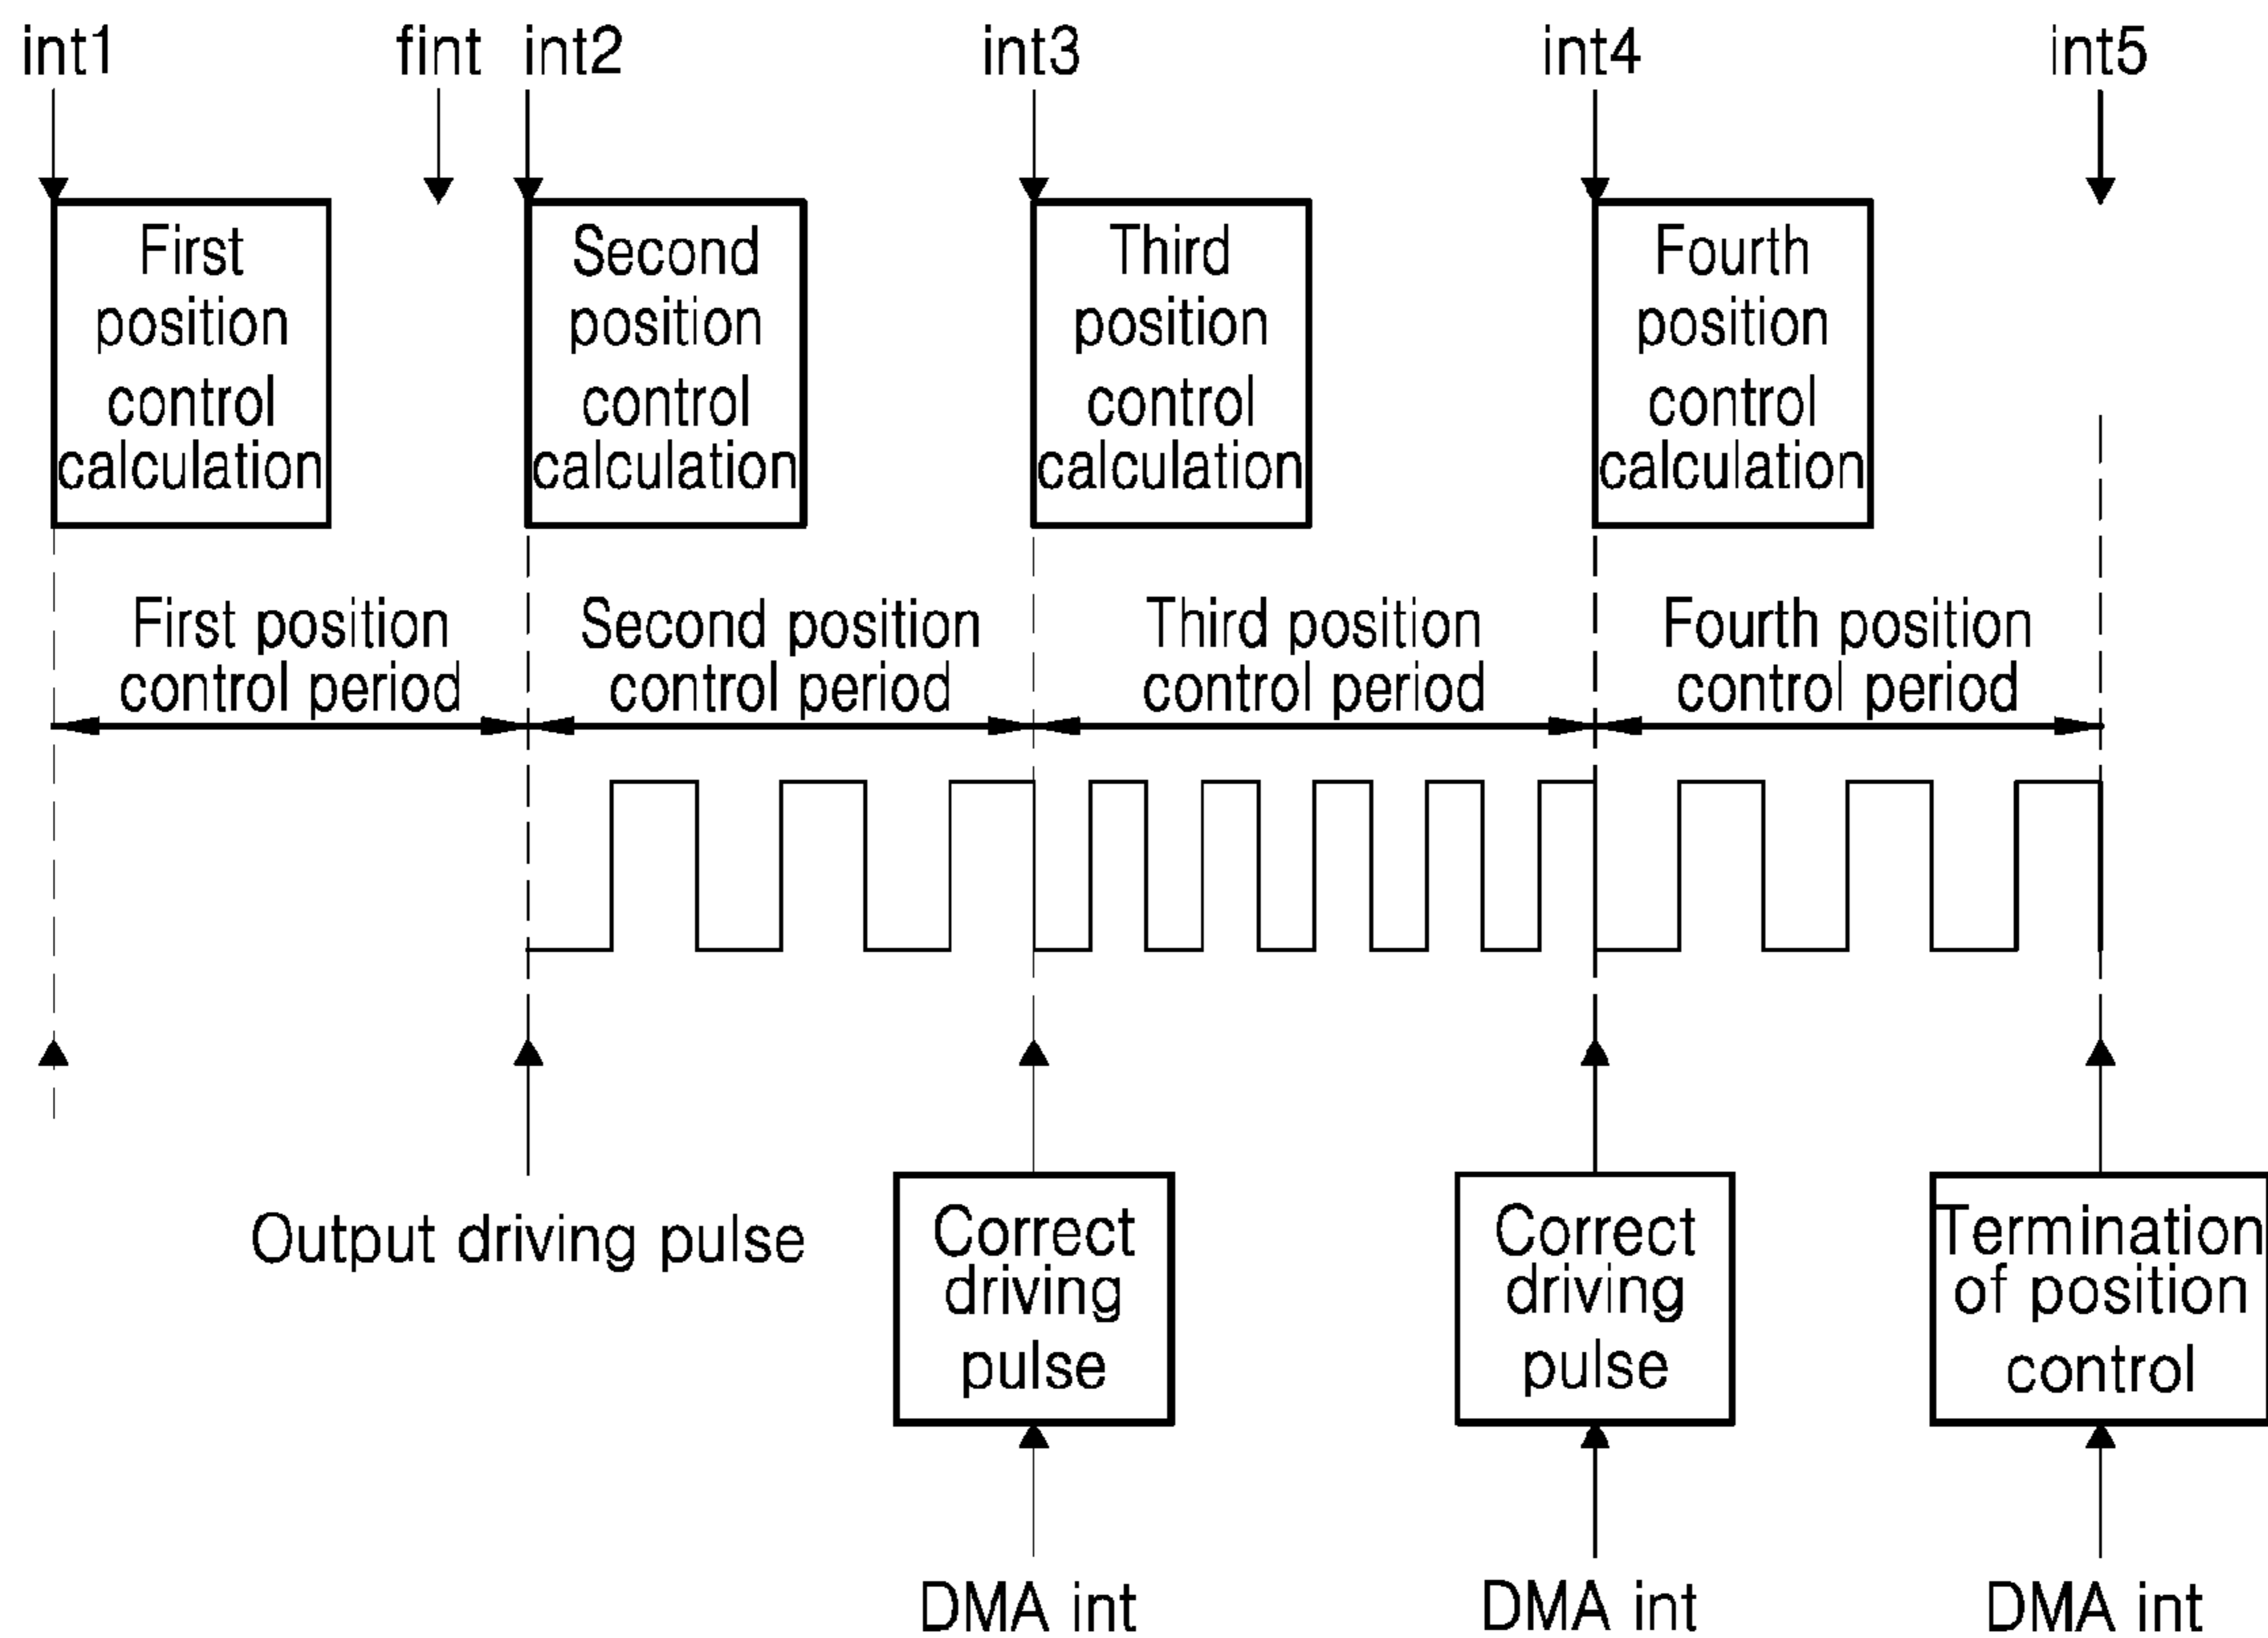 int1
fint
int2
int3
int4
int5
First
position
control
calculation
Second
position
control
calculation
Third
position
control
calculation
Fourth
position
control
calculation
First position
control period
Second position
control period
Third position
control period
Fourth position
control period
Output driving pulse
Correct
driving
pulse
Correct
driving
pulse
Termination
of position
control
DMA int
DMA int
DMA int